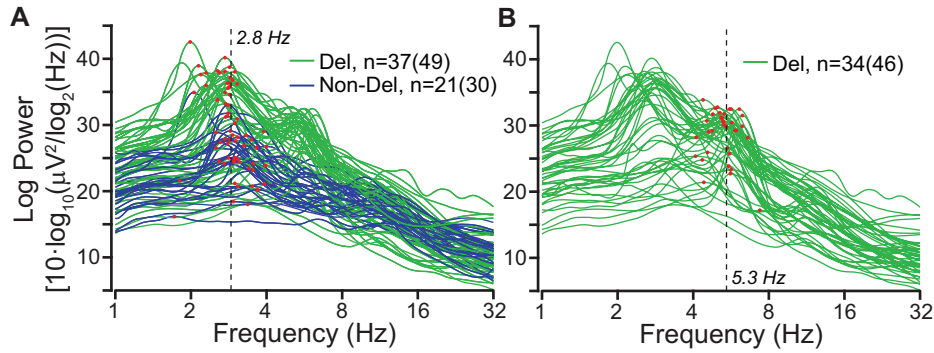 A
2.8 Hz
Del, n=37(49)
Non-Del, n=21(30)
Log Power
[10·log10(μV²/log2(Hz))]
40
30
20
10
1 2 4 8 16 32
Frequency (Hz)
B
Del, n=34(46)
40
30
20
10
5.3 Hz
1 2 4 8 16 32
Frequency (Hz)